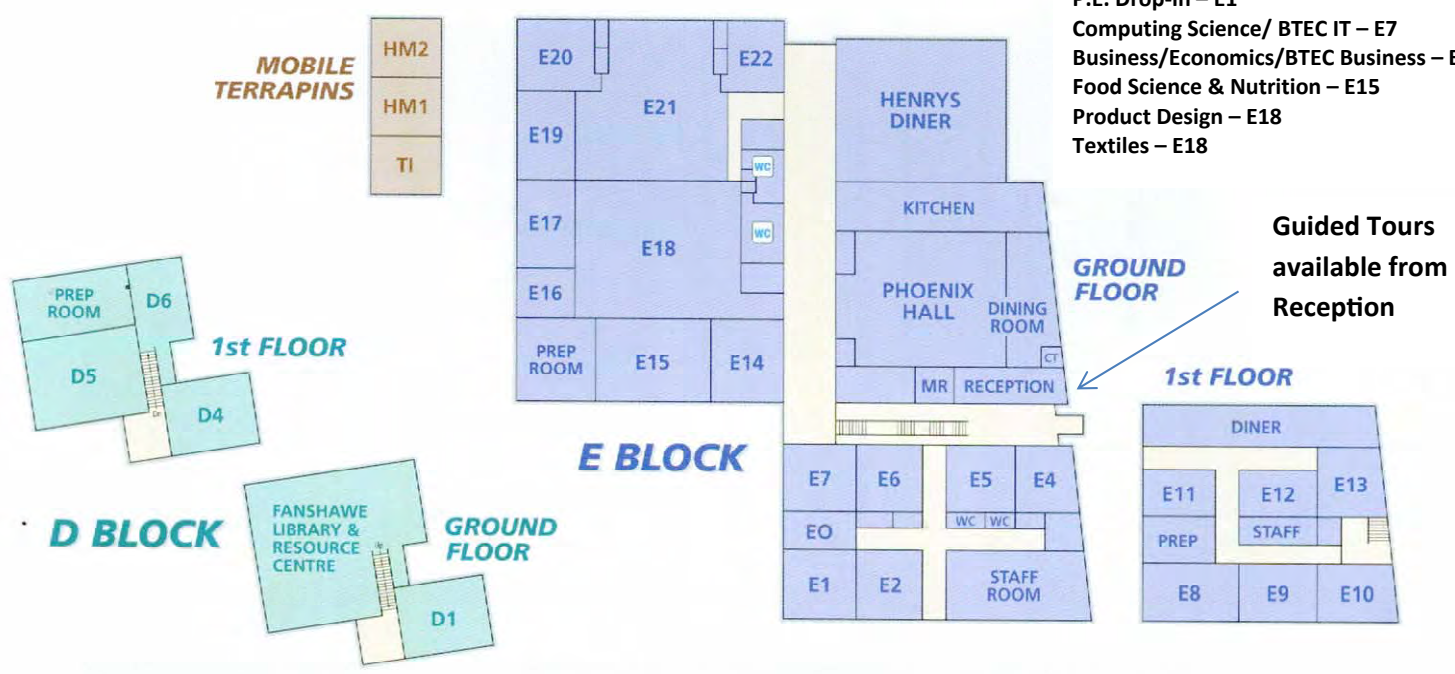 P.E. Drop-in – E1
Computing Science/ BTEC IT – E7
Business/Economics/BTEC Business –
Food Science & Nutrition – E15
Product Design – E18
Textiles – E18
MOBILE
TERRAPINS
HM2
HM1
TI
E20
E22
E21
E19
WC
E17
E18
WC
E16
PREP
ROOM
E15
E14
HENRYS
DINER
KITCHEN
PHOENIX
HALL
DINING
ROOM
CT
MR
RECEPTION
GROUND
FLOOR
Guided Tours
available from
Reception
E BLOCK
E7
E6
E5
E4
EO
WC
WC
E1
E2
STAFF
ROOM
1st FLOOR
DINER
E11
E12
E13
PREP
STAFF
E8
E9
E10
PREP
ROOM
D6
1st FLOOR
D5
D4
D BLOCK
FANSHAWE
LIBRARY &
RESOURCE
CENTRE
GROUND
FLOOR
D1